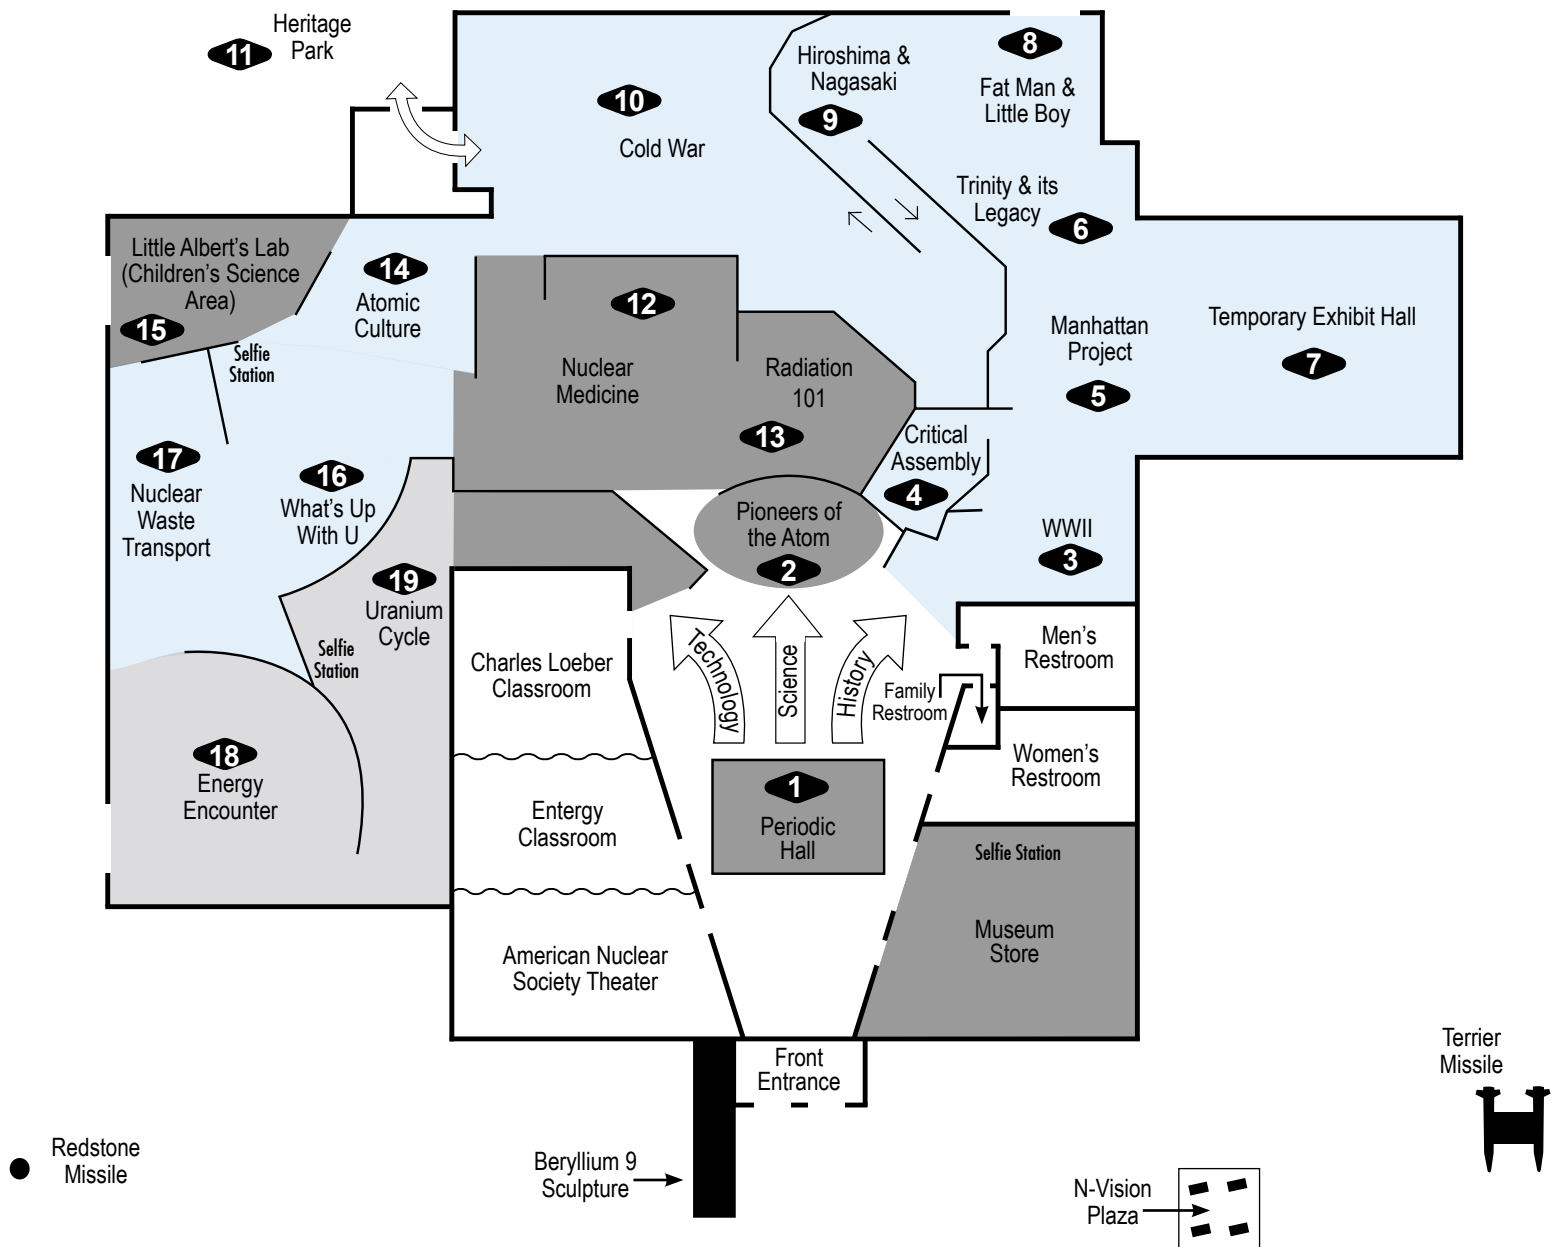 Heritage
Park
11
8
Hiroshima &
Nagasaki
9
Fat Man &
Little Boy
10
Cold War
Trinity & its
Legacy
6
Little Albert's Lab
(Children's Science
Area)
15
14
Atomic
Culture
12
Nuclear
Medicine
Radiation
101
13
Manhattan
Project
5
Temporary Exhibit Hall
7
Selfie
Station
Critical
Assembly
4
17
Nuclear
Waste
Transport
16
What's Up
With U
Pioneers of
the Atom
2
WWII
3
19
Uranium
Cycle
Selfie
Station
Charles Loeber
Classroom
Technology
Science
History
Family
Restroom
Men's
Restroom
Women's
Restroom
18
Energy
Encounter
Entergy
Classroom
1
Periodic
Hall
Selfie Station
Museum
Store
American Nuclear
Society Theater
Front
Entrance
Terrier
Missile
Redstone
Missile
Beryllium 9
Sculpture
N-Vision
Plaza